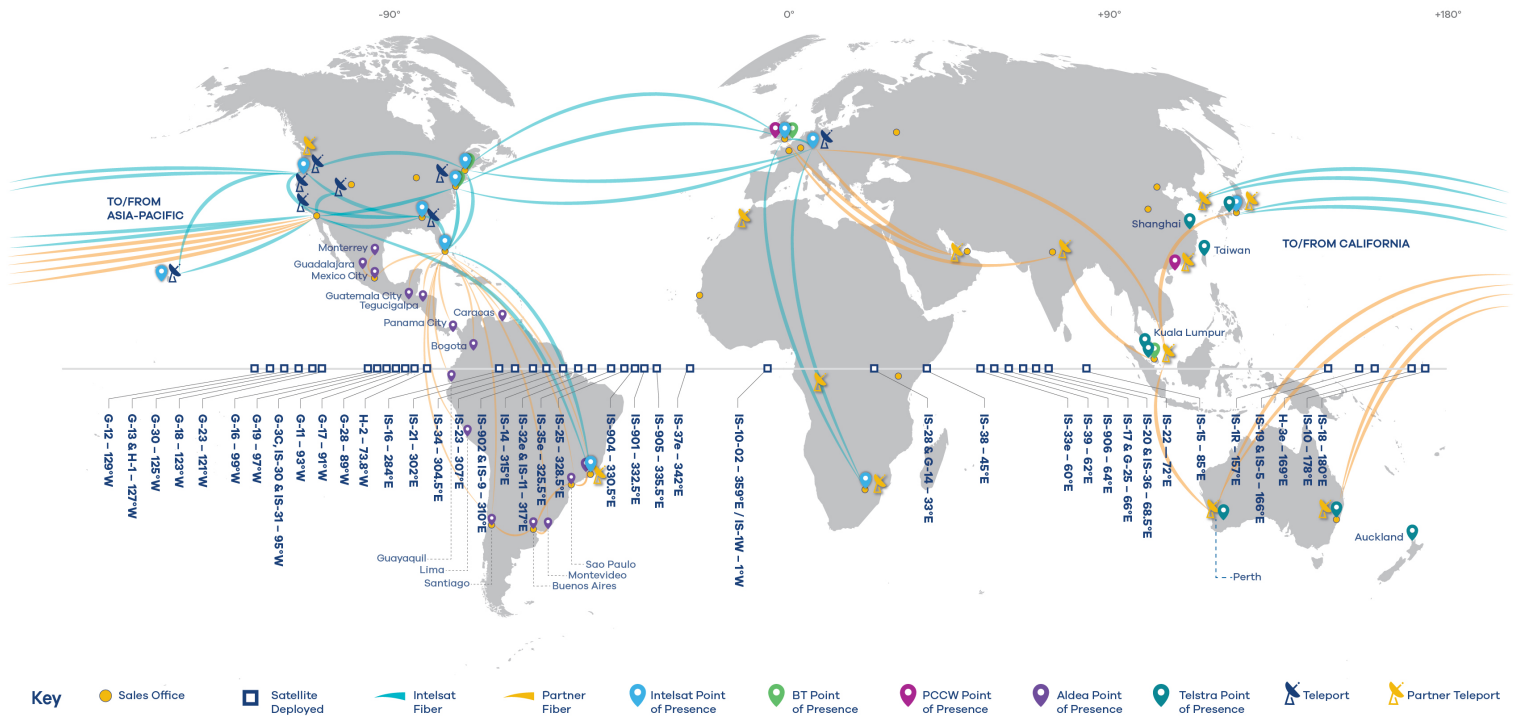 -90°
0°
+90°
+180°
TO/FROM
ASIA-PACIFIC
TO/FROM CALIFORNIA
Monterrey
Guadalajara
Mexico City
Guatemala City
Tegucigalpa
Panama City
Caracas
Bogota
Shanghai
Taiwan
Kuala Lumpur
G-12 – 129°W
G-13 & H-1 – 127°W
G-30 – 125°W
G-18 – 123°W
G-23 – 121°W
G-16 – 99°W
G-19 – 97°W
G-3C, IS-30 & IS-31 – 95°W
G-11 – 93°W
G-17 – 91°W
G-28 – 89°W
H-2 – 73.8°W
IS-16 – 284°E
IS-21 – 302°E
IS-34 – 304.5°E
IS-23 – 307°E
IS-902 & IS-9 – 310°E
IS-14 – 315°E
IS-32e & IS-11 – 317°E
IS-35e – 325.5°E
IS-25 – 328.5°E
IS-904 – 330.5°E
IS-901 – 332.5°E
IS-905 – 335.5°E
IS-37e – 342°E
IS-10-02 – 359°E / IS-1W – 1°W
IS-28 & G-14 – 33°E
IS-38 – 45°E
IS-33e – 60°E
IS-39 – 62°E
IS-906 – 64°E
IS-17 & G-25 – 66°E
IS-20 & IS-36 – 68.5°E
IS-22 – 72°E
IS-15 – 85°E
IS-1R – 157°E
IS-19 & IS-5 – 166°E
H-3e – 169°E
IS-10 – 178°E
IS-18 – 180°E
Auckland
Perth
Guayaquil
Lima
Santiago
Sao Paulo
Montevideo
Buenos Aires
Key
Sales Office
Satellite
Deployed
Intelsat
Fiber
Partner
Fiber
Intelsat Point
of Presence
BT Point
of Presence
PCCW Point
of Presence
Aldea Point
of Presence
Telstra Point
of Presence
Teleport
Partner Teleport